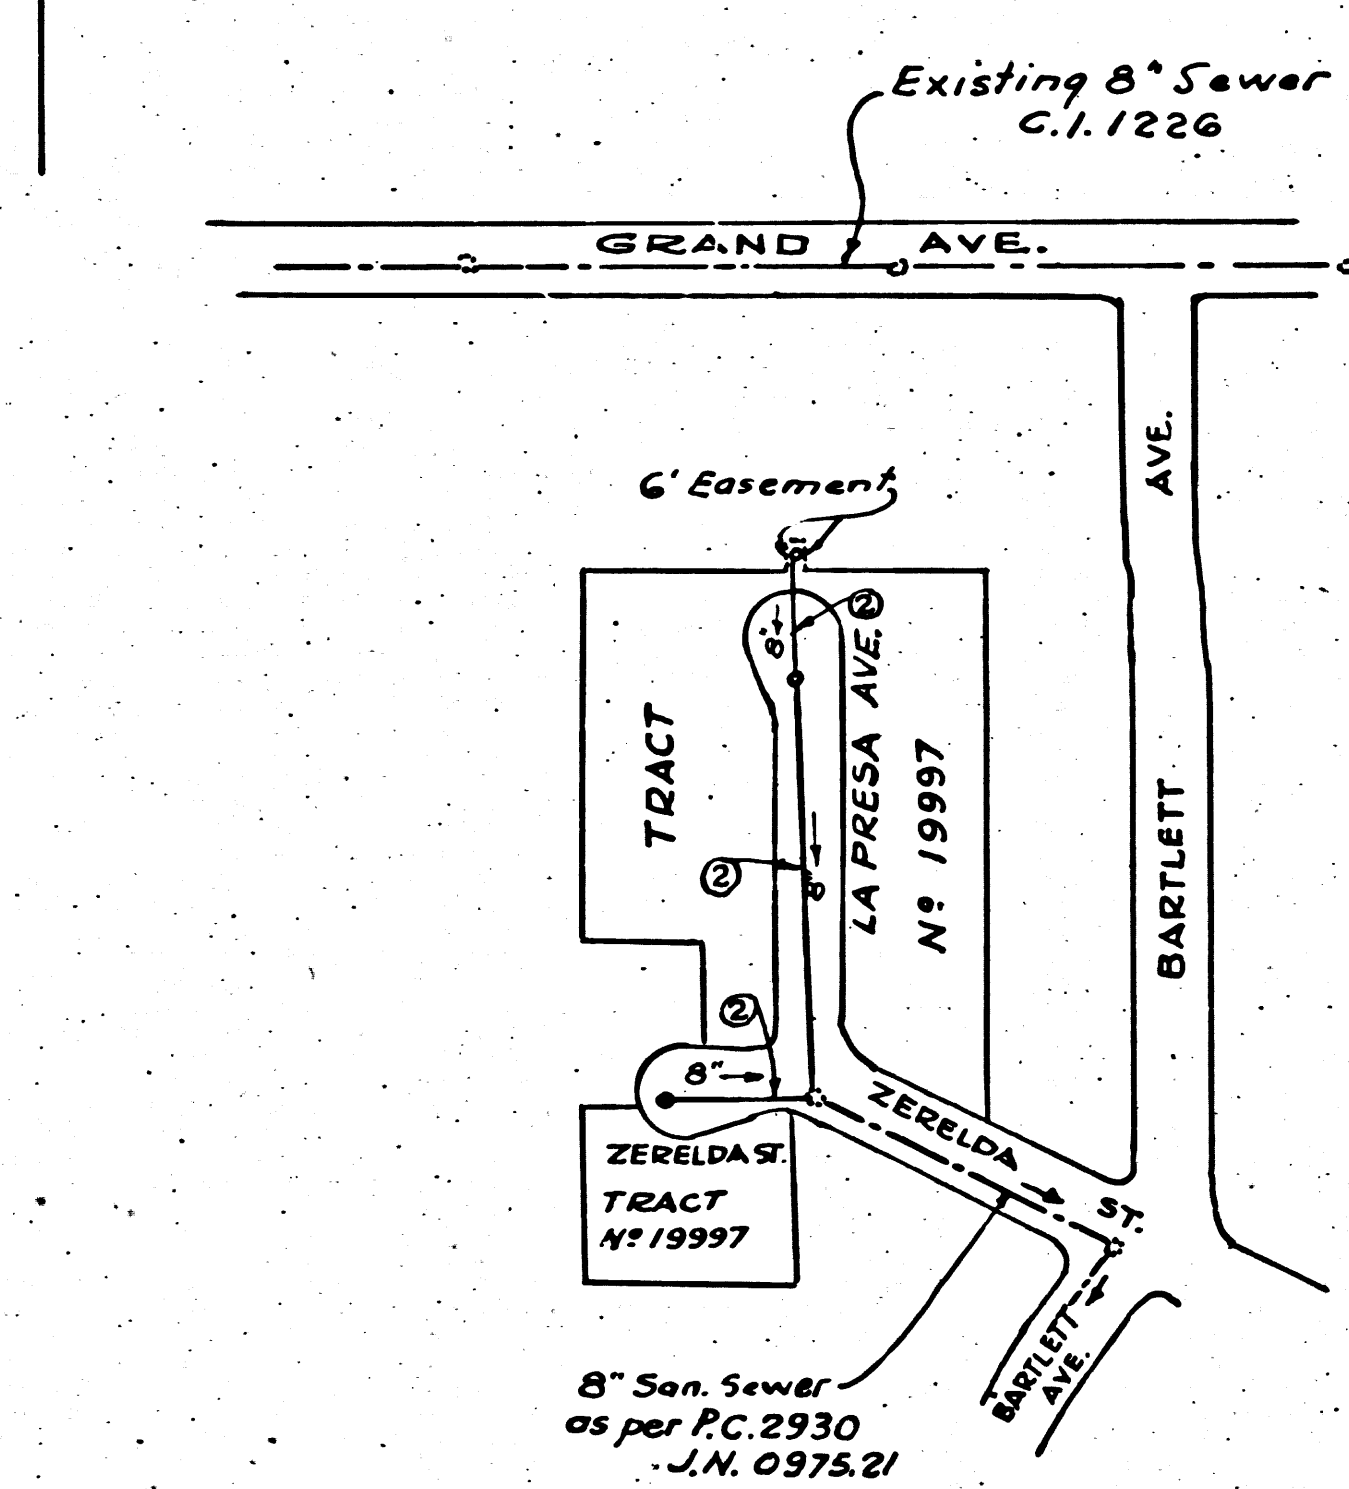 Existing 8" Sewer
C.I. 1226
GRAND AVE.
AVE.
BARTLETT
6' Easement
2
8"
LA PRESA AVE.
TRACT
Nº 19997
2
8"
2
8"
ZERELDA ST.
ZERELDA ST.
TRACT
Nº 19997
BARTLETT
AVE.
8" San. Sewer
as per P.C. 2930
J.N. 0975.21